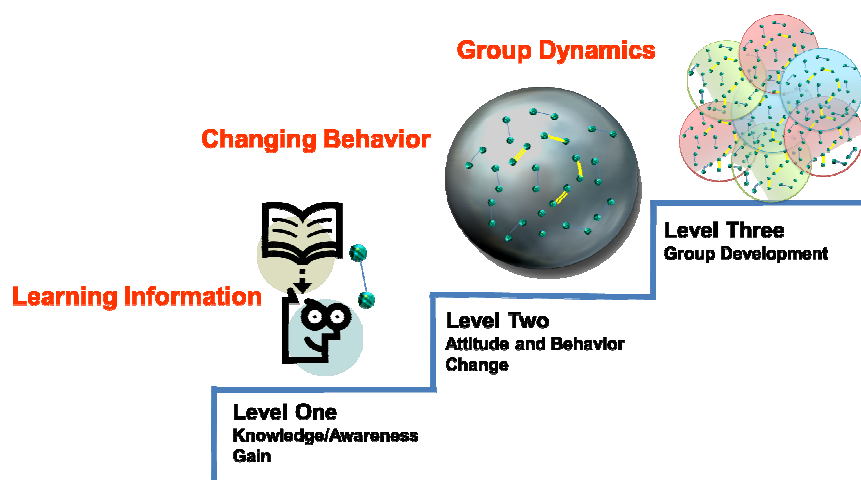 Group Dynamics
Changing Behavior
Learning Information
Level Three
Group Development
Level Two
Attitude and Behavior
Change
Level One
Knowledge/Awareness
Gain